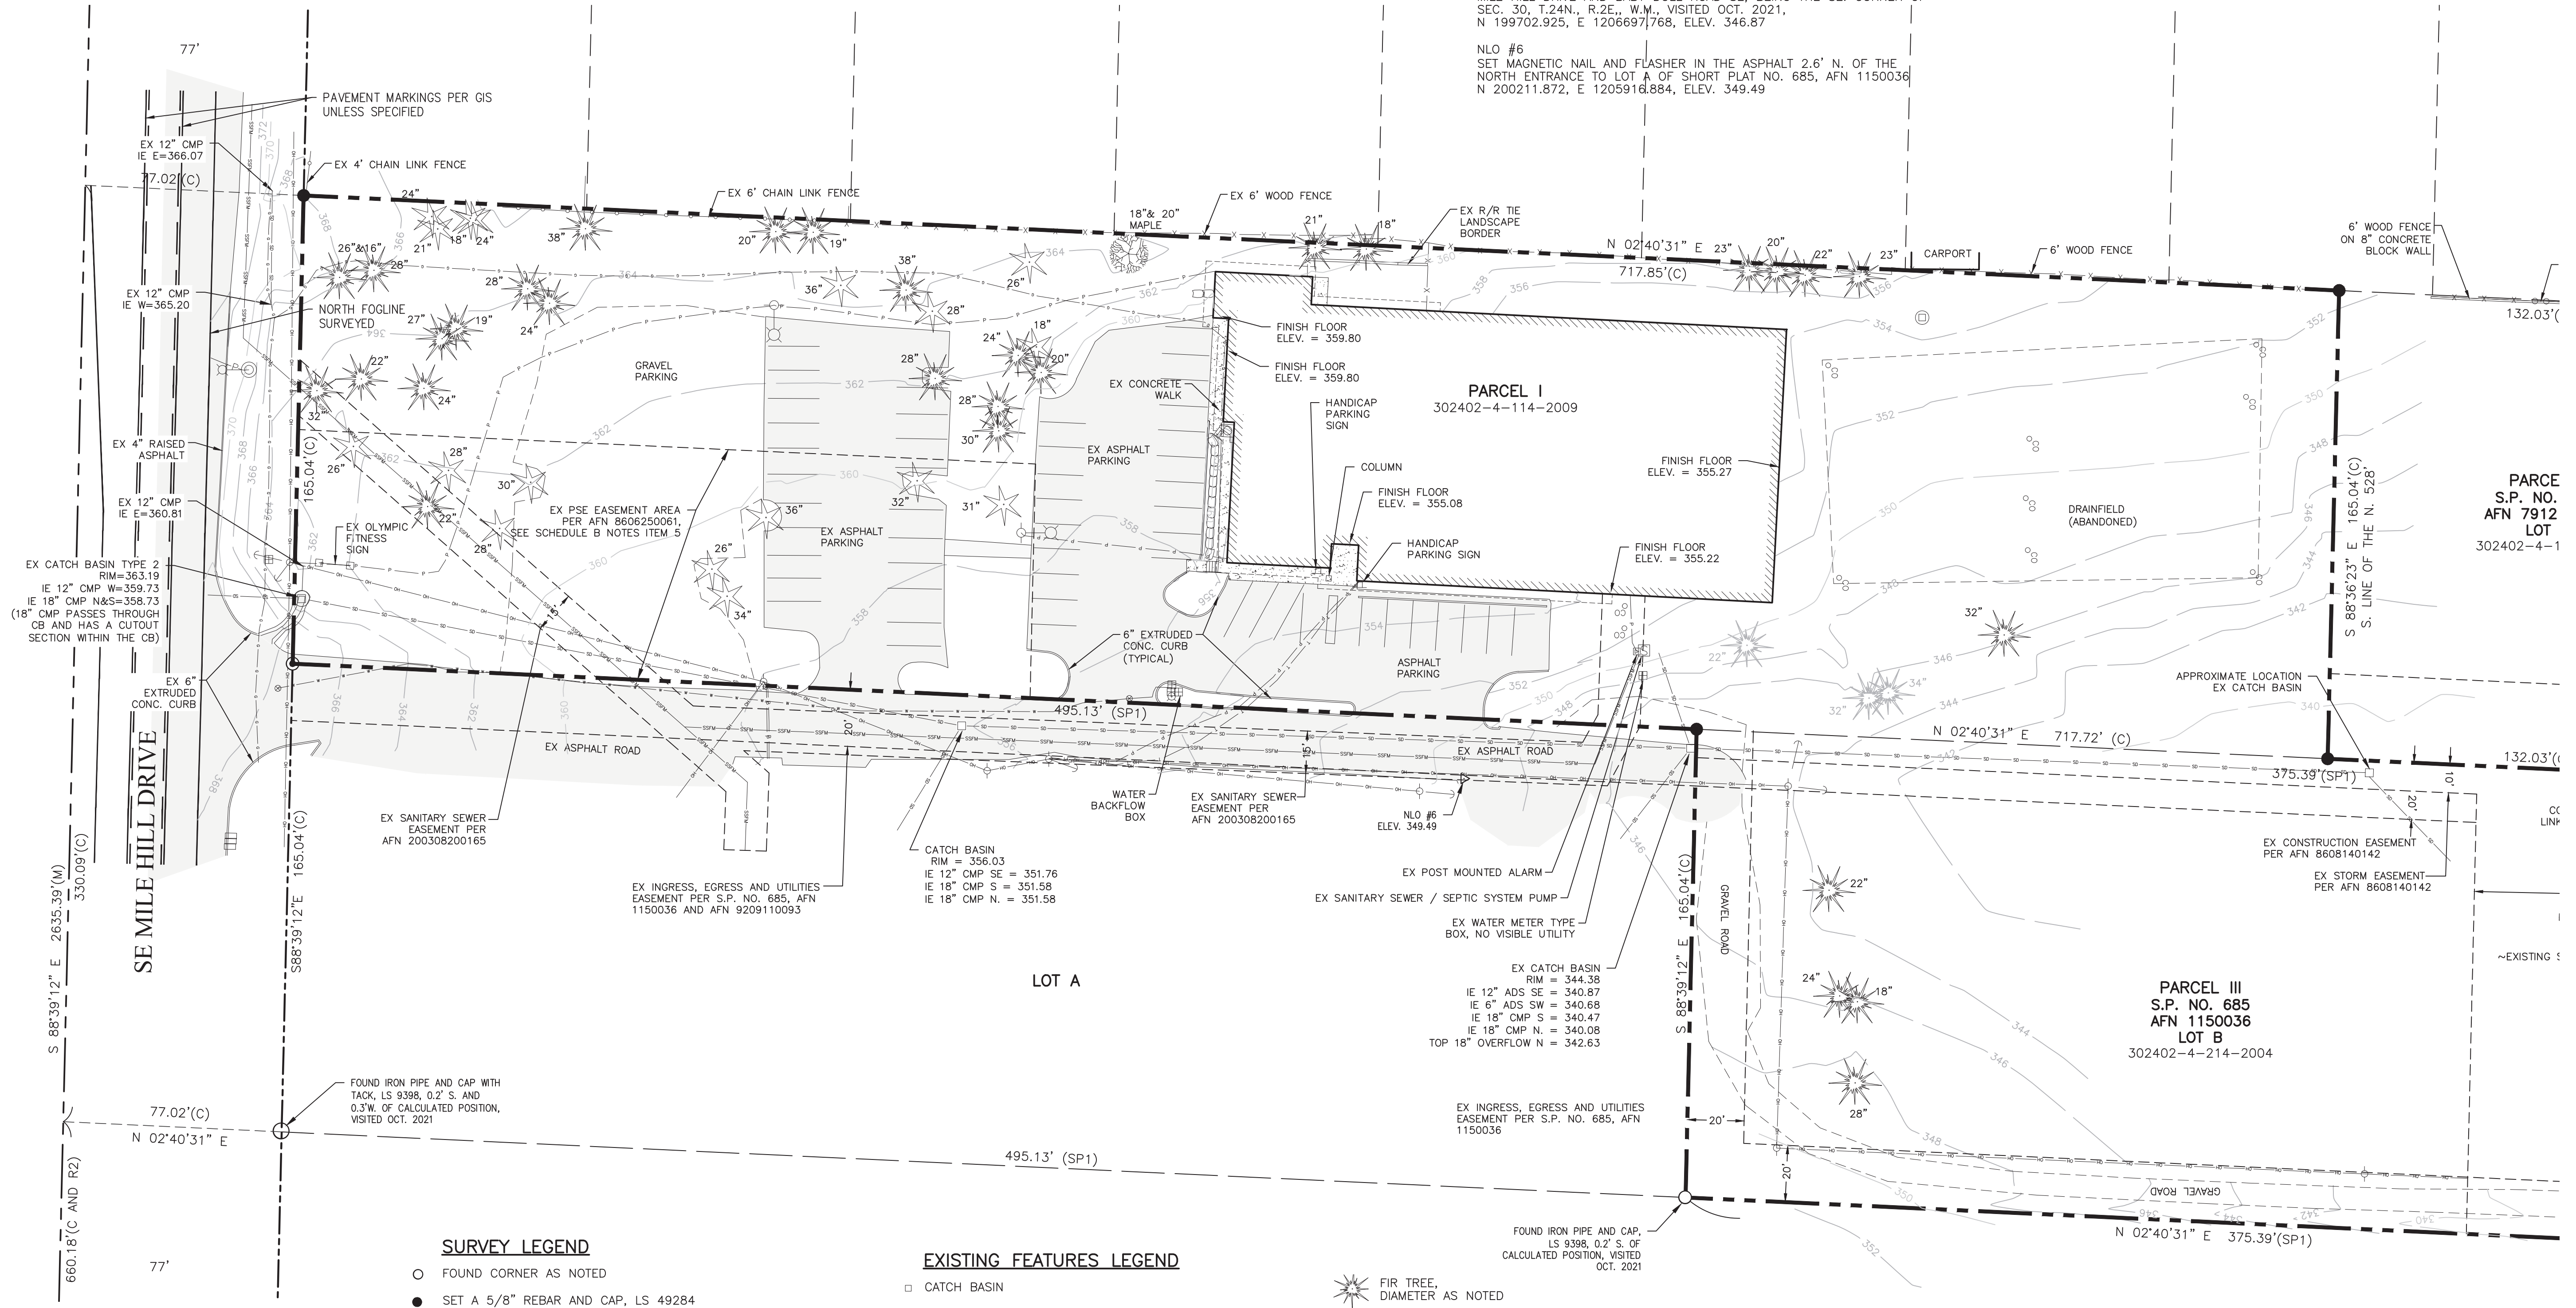 SEC. 30, T.24N., R.2E., W.M., VISITED OCT. 2021,
N 199702.925, E 1206697.768, ELEV. 346.87
NLO #6
SET MAGNETIC NAIL AND FLASHER IN THE ASPHALT 2.6' N. OF THE
NORTH ENTRANCE TO LOT A OF SHORT PLAT NO. 685, AFN 1150036
N 200211.872, E 1205916.884, ELEV. 349.49
77'
PAVEMENT MARKINGS PER GIS
UNLESS SPECIFIED
EX 12" CMP
IE E=366.07
EX 4' CHAIN LINK FENCE
77.02'(C)
EX 6' CHAIN LINK FENCE
18"& 20"
MAPLE
EX 6' WOOD FENCE
EX R/R TIE
LANDSCAPE
BORDER
N 02°40'31" E
717.85'(C)
CARPORT
6' WOOD FENCE
6' WOOD FENCE
ON 8" CONCRETE
BLOCK WALL
132.03'(
EX 12" CMP
IE W=365.20
NORTH FOGLINE
SURVEYED
GRAVEL
PARKING
FINISH FLOOR
ELEV. = 359.80
FINISH FLOOR
ELEV. = 359.80
EX CONCRETE
WALK
HANDICAP
PARKING
SIGN
PARCEL I
302402-4-114-2009
EX 4" RAISED
ASPHALT
165.04'(C)
EX ASPHALT
PARKING
COLUMN
FINISH FLOOR
ELEV. = 355.08
FINISH FLOOR
ELEV. = 355.27
HANDICAP
PARKING SIGN
FINISH FLOOR
ELEV. = 355.22
DRAINFIELD
(ABANDONED)
S 88°36'23" E 165.04'(C)
S. LINE OF THE N. 528'
PARCE
S.P. NO.
AFN 7912
LOT
302402-4-1
EX 12" CMP
IE E=360.81
EX OLYMPIC
FITNESS
SIGN
EX PSE EASEMENT AREA
PER AFN 8606250061,
SEE SCHEDULE B NOTES ITEM 5
EX ASPHALT
PARKING
EX CATCH BASIN TYPE 2
RIM=363.19
IE 12" CMP W=359.73
IE 18" CMP N&S=358.73
(18" CMP PASSES THROUGH
CB AND HAS A CUTOUT
SECTION WITHIN THE CB)
6" EXTRUDED
CONC. CURB
(TYPICAL)
ASPHALT
PARKING
APPROXIMATE LOCATION
EX CATCH BASIN
EX 6"
EXTRUDED
CONC. CURB
495.13' (SP1)
N 02°40'31" E 717.72' (C)
EX ASPHALT ROAD
20'
15'
EX ASPHALT ROAD
375.39'(SP1)
132.03'(
10'
20'
SE MILE HILL DRIVE
EX SANITARY SEWER
EASEMENT PER
AFN 200308200165
WATER
BACKFLOW
BOX
EX SANITARY SEWER
EASEMENT PER
AFN 200308200165
NLO #6
ELEV. 349.49
CATCH BASIN
RIM = 356.03
IE 12" CMP SE = 351.76
IE 18" CMP S = 351.58
IE 18" CMP N. = 351.58
EX INGRESS, EGRESS AND UTILITIES
EASEMENT PER S.P. NO. 685, AFN
1150036 AND AFN 9209110093
EX POST MOUNTED ALARM
EX SANITARY SEWER / SEPTIC SYSTEM PUMP
EX WATER METER TYPE
BOX, NO VISIBLE UTILITY
EX CATCH BASIN
RIM = 344.38
IE 12" ADS SE = 340.87
IE 6" ADS SW = 340.68
IE 18" CMP S = 340.47
IE 18" CMP N. = 340.08
TOP 18" OVERFLOW N = 342.63
GRAVEL ROAD
S 88°39'12" E 165.04'(C)
EX CONSTRUCTION EASEMENT
PER AFN 8608140142
EX STORM EASEMENT
PER AFN 8608140142
~EXISTING S
LOT A
PARCEL III
S.P. NO. 685
AFN 1150036
LOT B
302402-4-214-2004
S 88°39'12" E 2635.39'(M)
330.09'(C)
S88°39'12"E 165.04'(C)
FOUND IRON PIPE AND CAP WITH
TACK, LS 9398, 0.2' S. AND
0.3'W. OF CALCULATED POSITION,
VISITED OCT. 2021
77.02'(C)
N 02°40'31" E
660.18'(C AND R2)
77'
495.13' (SP1)
EX INGRESS, EGRESS AND UTILITIES
EASEMENT PER S.P. NO. 685, AFN
1150036
20'
20'
GRAVEL ROAD
N 02°40'31" E 375.39'(SP1)
FOUND IRON PIPE AND CAP,
LS 9398, 0.2' S. OF
CALCULATED POSITION, VISITED
OCT. 2021
SURVEY LEGEND
FOUND CORNER AS NOTED
SET A 5/8" REBAR AND CAP, LS 49284
EXISTING FEATURES LEGEND
CATCH BASIN
FIR TREE,
DIAMETER AS NOTED